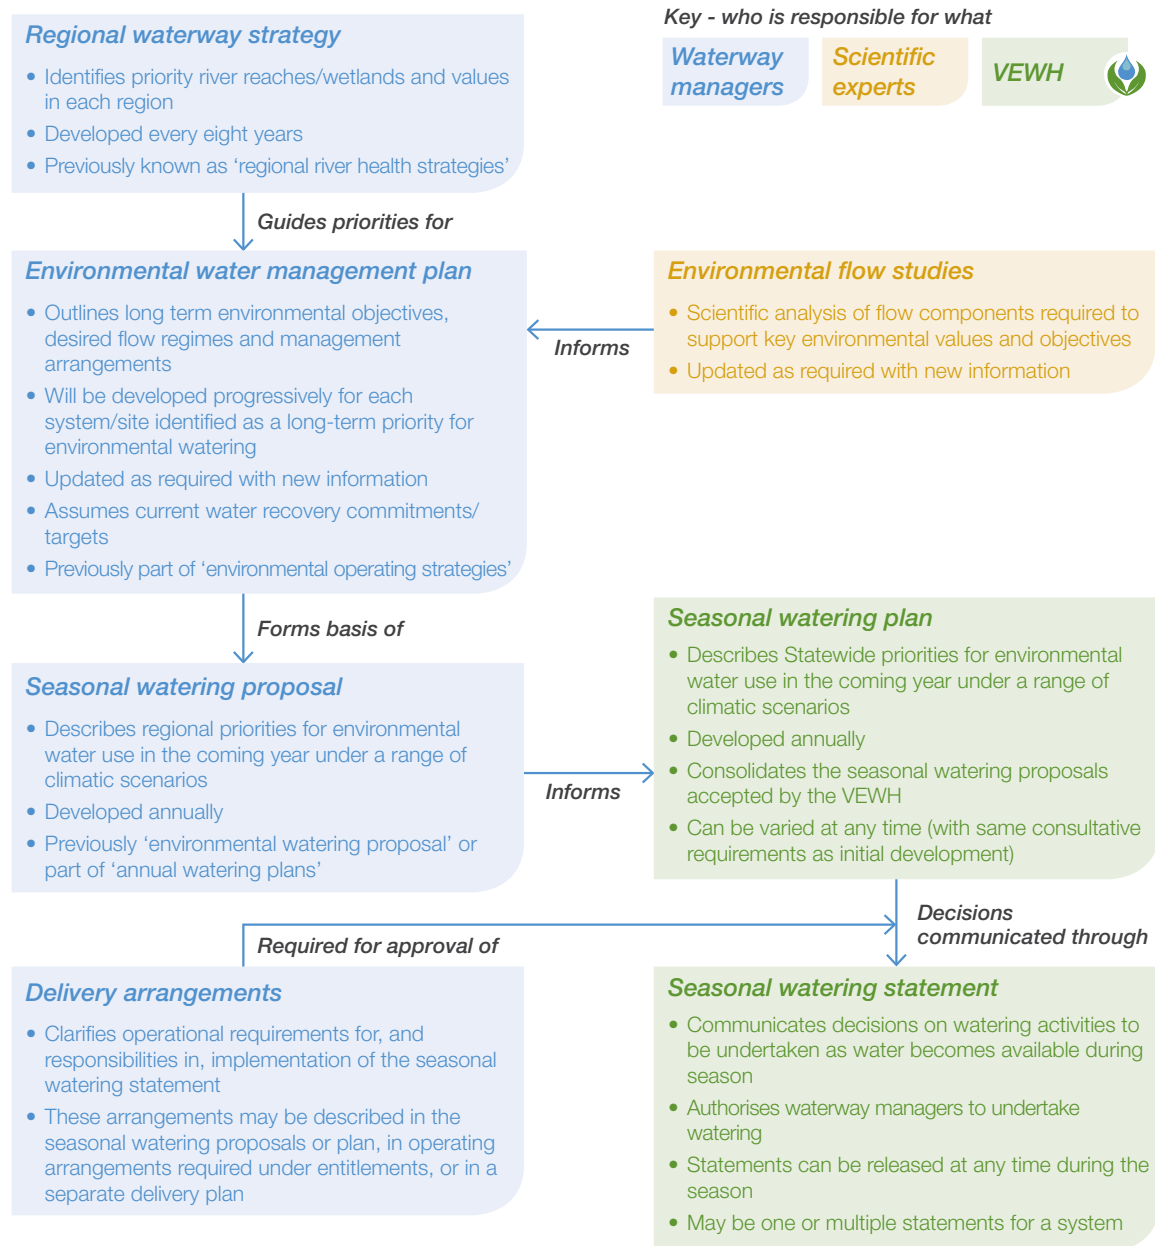 Key - who is responsible for what
Waterway
managers
Scientific
experts
VEWH
Regional waterway strategy
• Identifies priority river reaches/wetlands and values
in each region
• Developed every eight years
• Previously known as ‘regional river health strategies’
Guides priorities for
Environmental water management plan
• Outlines long term environmental objectives,
desired flow regimes and management
arrangements
• Will be developed progressively for each
system/site identified as a long-term priority for
environmental watering
• Updated as required with new information
• Assumes current water recovery commitments/
targets
• Previously part of ‘environmental operating strategies’
Informs
Environmental flow studies
• Scientific analysis of flow components required to
support key environmental values and objectives
• Updated as required with new information
Forms basis of
Seasonal watering proposal
• Describes regional priorities for environmental
water use in the coming year under a range of
climatic scenarios
• Developed annually
• Previously ‘environmental watering proposal’ or
part of ‘annual watering plans’
Informs
Seasonal watering plan
• Describes Statewide priorities for environmental
water use in the coming year under a range of
climatic scenarios
• Developed annually
• Consolidates the seasonal watering proposals
accepted by the VEWH
• Can be varied at any time (with same consultative
requirements as initial development)
Decisions
communicated through
Required for approval of
Delivery arrangements
• Clarifies operational requirements for, and
responsibilities in, implementation of the seasonal
watering statement
• These arrangements may be described in the
seasonal watering proposals or plan, in operating
arrangements required under entitlements, or in a
separate delivery plan
Seasonal watering statement
• Communicates decisions on watering activities to
be undertaken as water becomes available during
season
• Authorises waterway managers to undertake
watering
• Statements can be released at any time during the
season
• May be one or multiple statements for a system